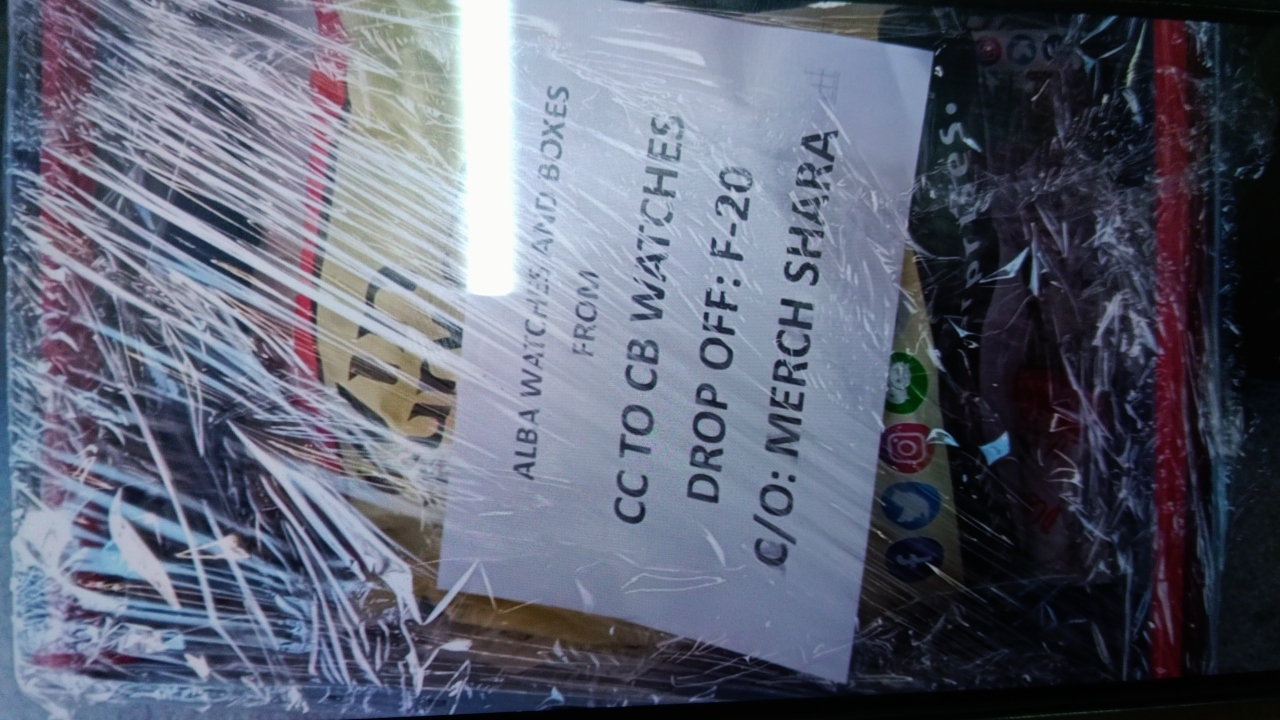 ALBA WATCHES AND BOXES
FROM
CC TO CB WATCHES
DROP OFF: F-20
C/O: MERCH SHARA